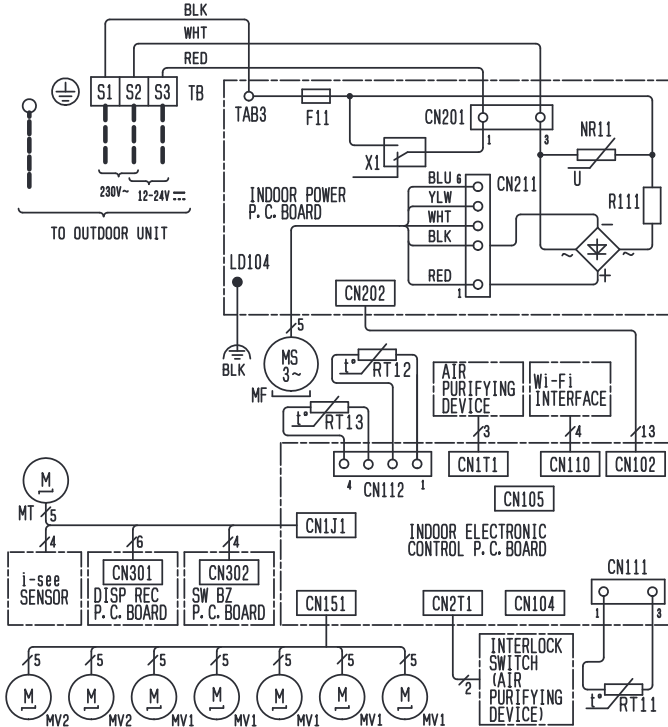 BLK
WHT
RED
S1 S2 S3 TB
TAB3
F11
CN201
1 3
NR11
U
X1
230V~ 12-24V
TO OUTDOOR UNIT
INDOOR POWER
P.C.BOARD
BLU 6
CN211
YLW
WHT
BLK
RED
1
R111
~ − ~
+
LD104
BLK
CN202
5
MS
3~
MF
t° RT12
t° RT13
AIR
PURIFYING
DEVICE
Wi-Fi
INTERFACE
3 4 13
CN1T1 CN110 CN102
4 CN112 1
CN105
M
MT 5
CN1J1
INDOOR ELECTRONIC
CONTROL P.C.BOARD
4 6 4
i-see
SENSOR
CN301
DISP REC
P.C.BOARD
CN302
SW BZ
P.C.BOARD
CN151 CN2T1 CN104
CN111
1 3
2
INTERLOCK
SWITCH
(AIR
PURIFYING
DEVICE)
t° RT11
5 5 5 5 5 5 5
M M M M M M M
MV2 MV2 MV1 MV1 MV1 MV1 MV1